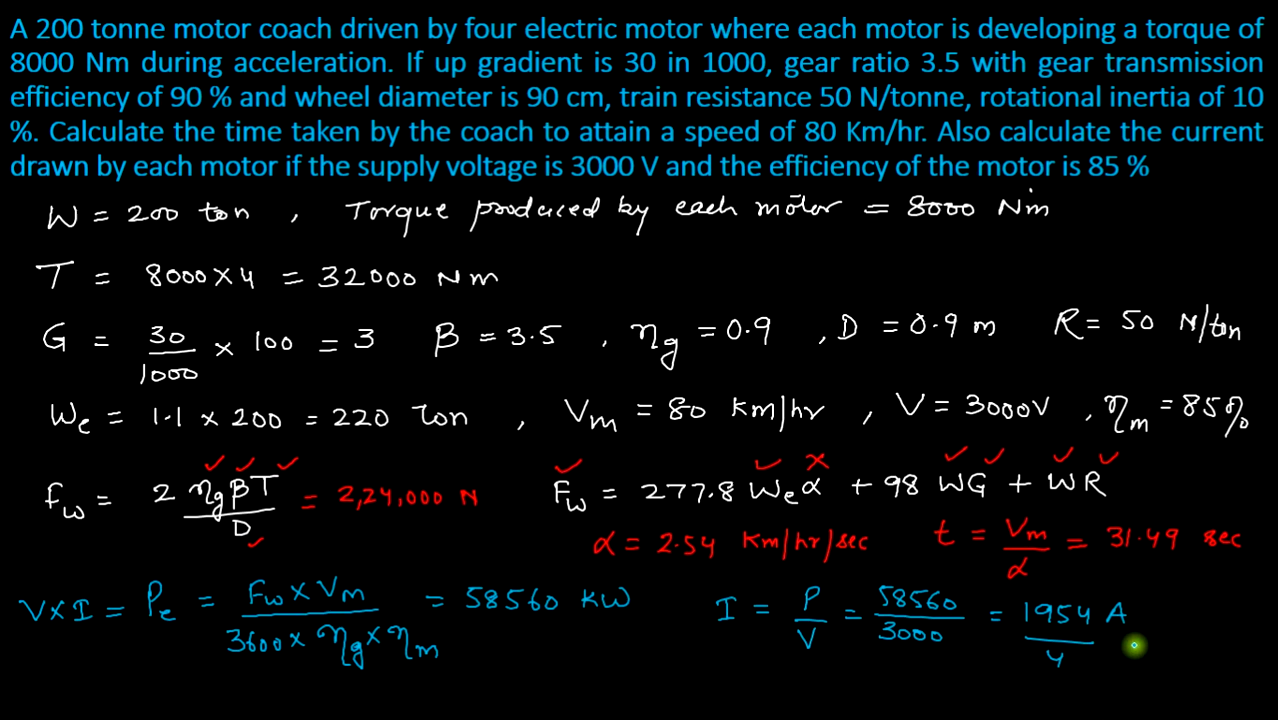 A 200 tonne motor coach driven by four electric motor where each motor is developing a torque of
8000 Nm during acceleration. If up gradient is 30 in 1000, gear ratio 3.5 with gear transmission
efficiency of 90 % and wheel diameter is 90 cm, train resistance 50 N/tonne, rotational inertia of 10
%. Calculate the time taken by the coach to attain a speed of 80 Km/hr. Also calculate the current
drawn by each motor if the supply voltage is 3000 V and the efficiency of the motor is 85 %
W = 200 ton , Torque produced by each motor = 8000 Nm
T = 8000 x 4 = 32000 Nm
G = 30/1000 x 100 = 3 β = 3.5 , ηg = 0.9 , D = 0.9 m R = 50 N/ton
We = 1.1 x 200 = 220 Ton , Vm = 80 km/hr , V = 3000V , ηm = 85%
Fw = 2 ηgβT/D = 2,24,000 N Fw = 277.8 We α + 98 WG + WR
α = 2.54 km/hr/sec t = Vm/α = 31.49 sec
VxI = Pe = Fw x Vm / 3600 x ηg x ηm = 58560 KW I = P/V = 58560/3000 = 1954/4 A